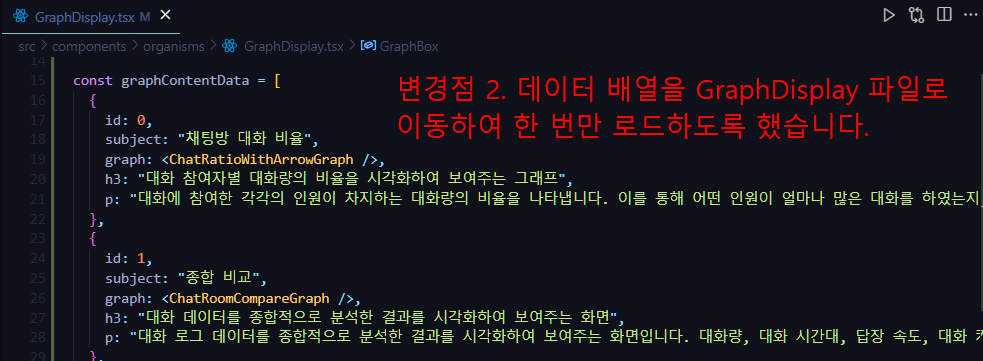 GraphDisplay.tsx M
src > components > organisms > GraphDisplay.tsx > GraphBox
14
15 const graphContentData = [
16 {
17 id: 0,
18 subject: "채팅방 대화 비율",
19 graph: <ChatRatioWithArrowGraph />,
20 h3: "대화 참여자별 대화량의 비율을 시각화하여 보여주는 그래프",
21 p: "대화에 참여한 각각의 인원이 차지하는 대화량의 비율을 나타냅니다. 이를 통해 어떤 인원이 얼마나 많은 대화를 하였는지
22 },
23 {
24 id: 1,
25 subject: "종합 비교",
26 graph: <ChatRoomCompareGraph />,
27 h3: "대화 데이터를 종합적으로 분석한 결과를 시각화하여 보여주는 화면",
28 p: "대화 로그 데이터를 종합적으로 분석한 결과를 시각화하여 보여주는 화면입니다. 대화량, 대화 시간대, 답장 속도, 대화
29 },
변경점 2. 데이터 배열을 GraphDisplay 파일로
이동하여 한 번만 로드하도록 했습니다.